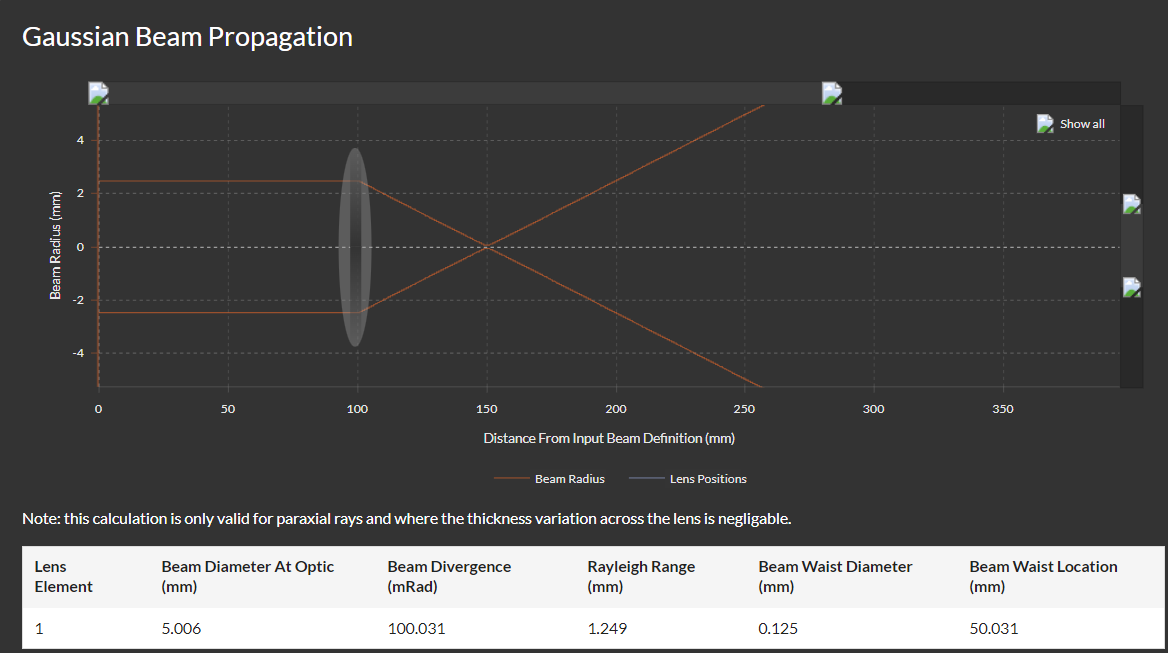 Gaussian Beam Propagation
Show all
4
2
0
-2
-4
Beam Radius (mm)
0 50 100 150 200 250 300 350
Distance From Input Beam Definition (mm)
Beam Radius Lens Positions
Note: this calculation is only valid for paraxial rays and where the thickness variation across the lens is negligable.
Lens Element Beam Diameter At Optic (mm) Beam Divergence (mRad) Rayleigh Range (mm) Beam Waist Diameter (mm) Beam Waist Location (mm)
1 5.006 100.031 1.249 0.125 50.031